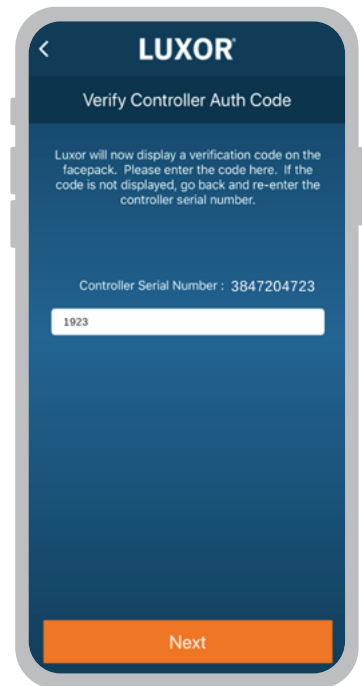 <
LUXOR®
Verify Controller Auth Code
Luxor will now display a verification code on the
facepack. Please enter the code here. If the
code is not displayed, go back and re-enter the
controller serial number.
Controller Serial Number : 3847204723
1923
Next